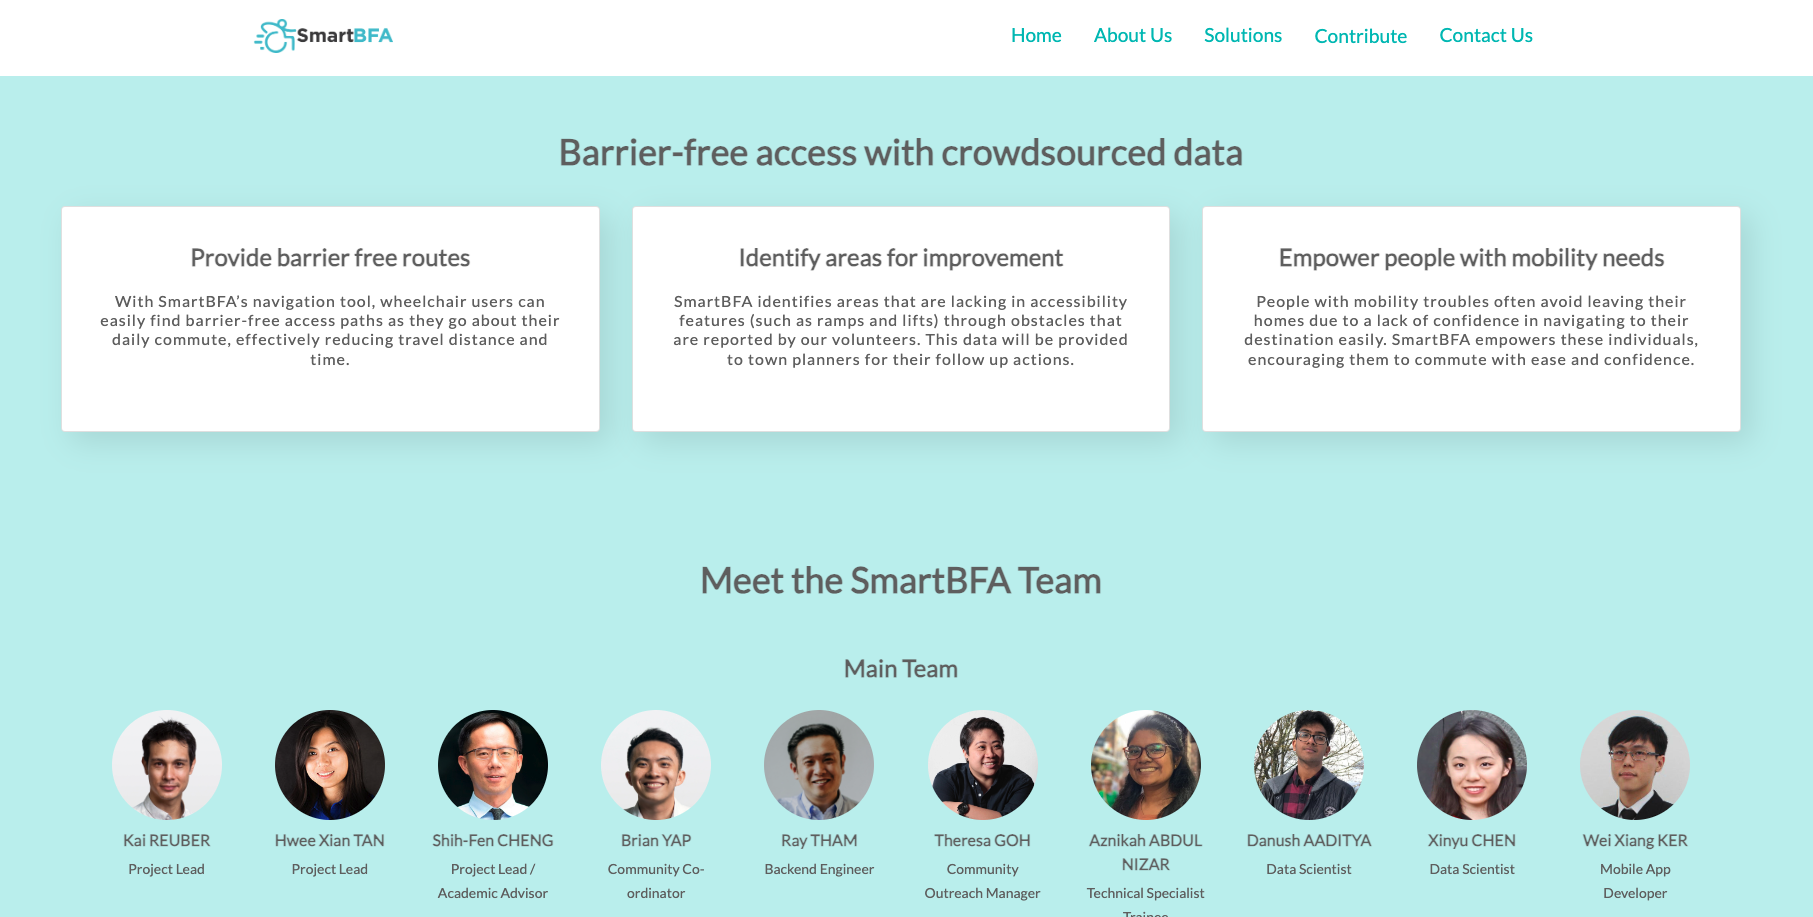 SmartBFA
Home
About Us
Solutions
Contribute
Contact Us
Barrier-free access with crowdsourced data
Provide barrier free routes
With SmartBFA’s navigation tool, wheelchair users can
easily find barrier-free access paths as they go about their
daily commute, effectively reducing travel distance and
time.
Identify areas for improvement
SmartBFA identifies areas that are lacking in accessibility
features (such as ramps and lifts) through obstacles that
are reported by our volunteers. This data will be provided
to town planners for their follow up actions.
Empower people with mobility needs
People with mobility troubles often avoid leaving their
homes due to a lack of confidence in navigating to their
destination easily. SmartBFA empowers these individuals,
encouraging them to commute with ease and confidence.
Meet the SmartBFA Team
Main Team
Kai REUBER
Project Lead
Hwee Xian TAN
Project Lead
Shih-Fen CHENG
Project Lead /
Academic Advisor
Brian YAP
Community Co-
ordinator
Ray THAM
Backend Engineer
Theresa GOH
Community
Outreach Manager
Aznikah ABDUL
NIZAR
Technical Specialist
Trainee
Danush AADITYA
Data Scientist
Xinyu CHEN
Data Scientist
Wei Xiang KER
Mobile App
Developer